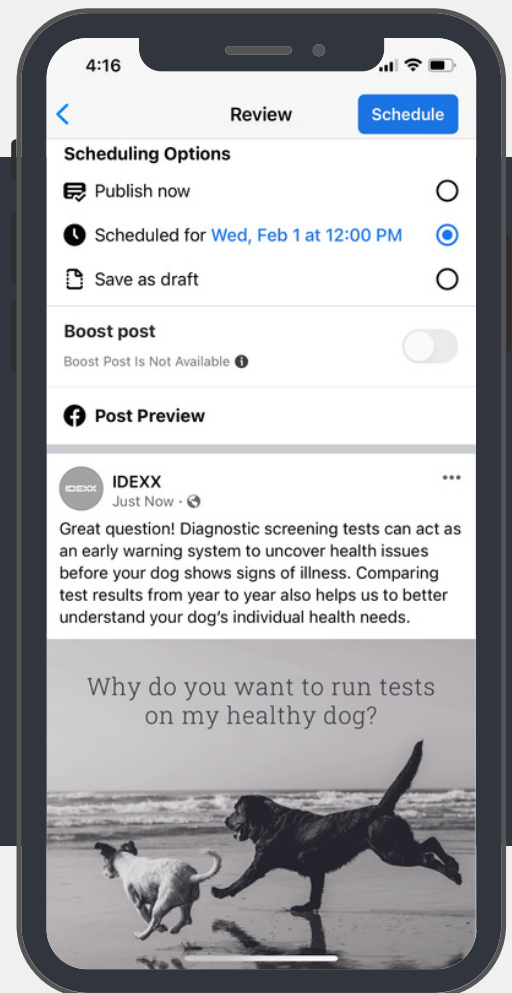 4:16
Review
Schedule
Scheduling Options
Publish now
Scheduled for Wed, Feb 1 at 12:00 PM
Save as draft
Boost post
Boost Post Is Not Available
Post Preview
IDEXX
IDEXX
Just Now ·
Great question! Diagnostic screening tests can act as
an early warning system to uncover health issues
before your dog shows signs of illness. Comparing
test results from year to year also helps us to better
understand your dog's individual health needs.
Why do you want to run tests
on my healthy dog?